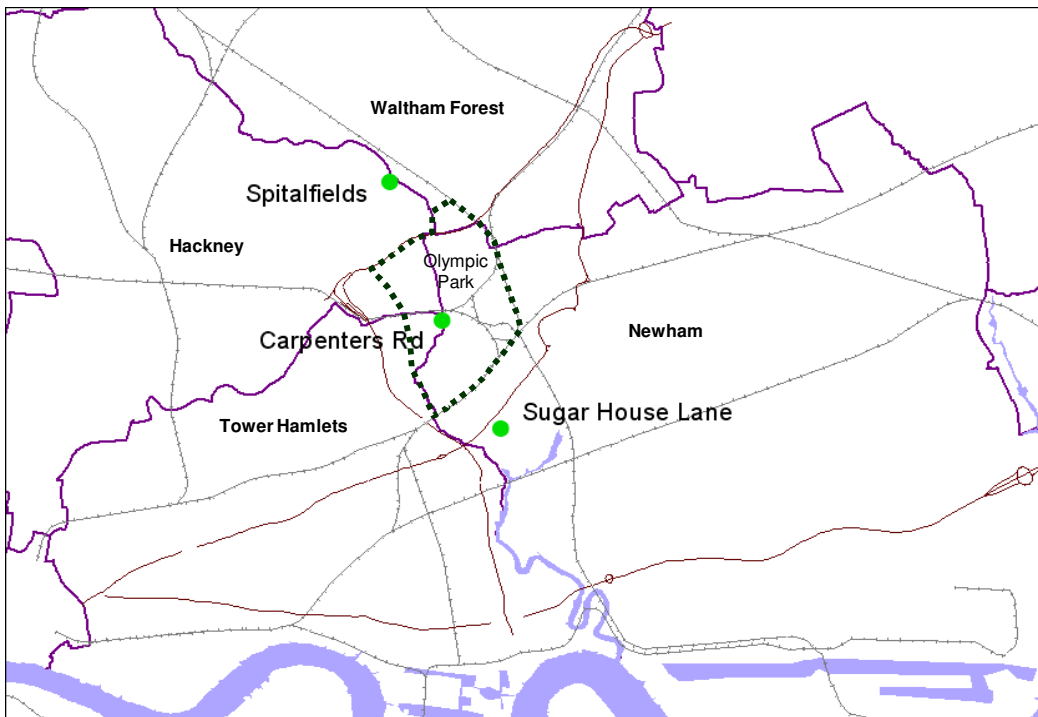 Waltham Forest
Spitalfields
Hackney
Olympic
Park
Carpenters Rd
Newham
Sugar House Lane
Tower Hamlets